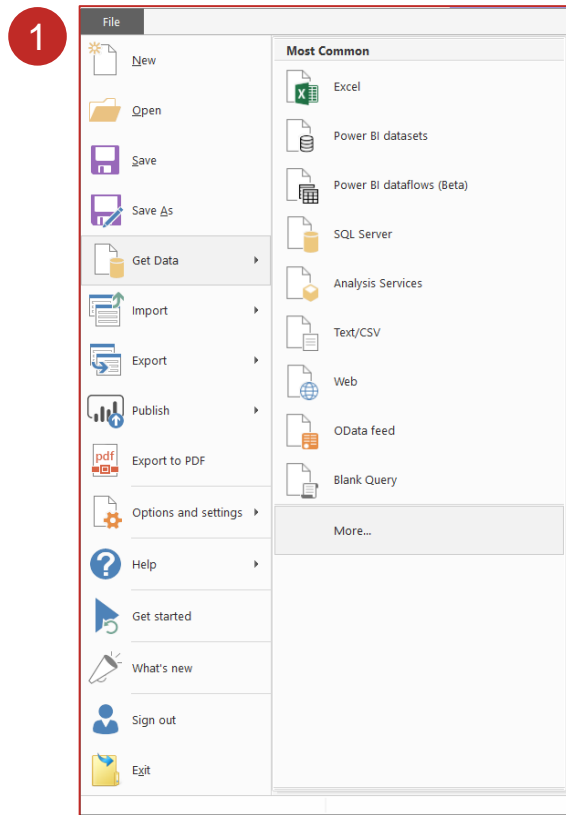 1
File
New
Open
Save
Save As
Get Data
Import
Export
Publish
pdf
Export to PDF
Options and settings
Help
Get started
What's new
Sign out
Exit
Most Common
Excel
Power BI datasets
Power BI dataflows (Beta)
SQL Server
Analysis Services
Text/CSV
Web
OData feed
Blank Query
More...